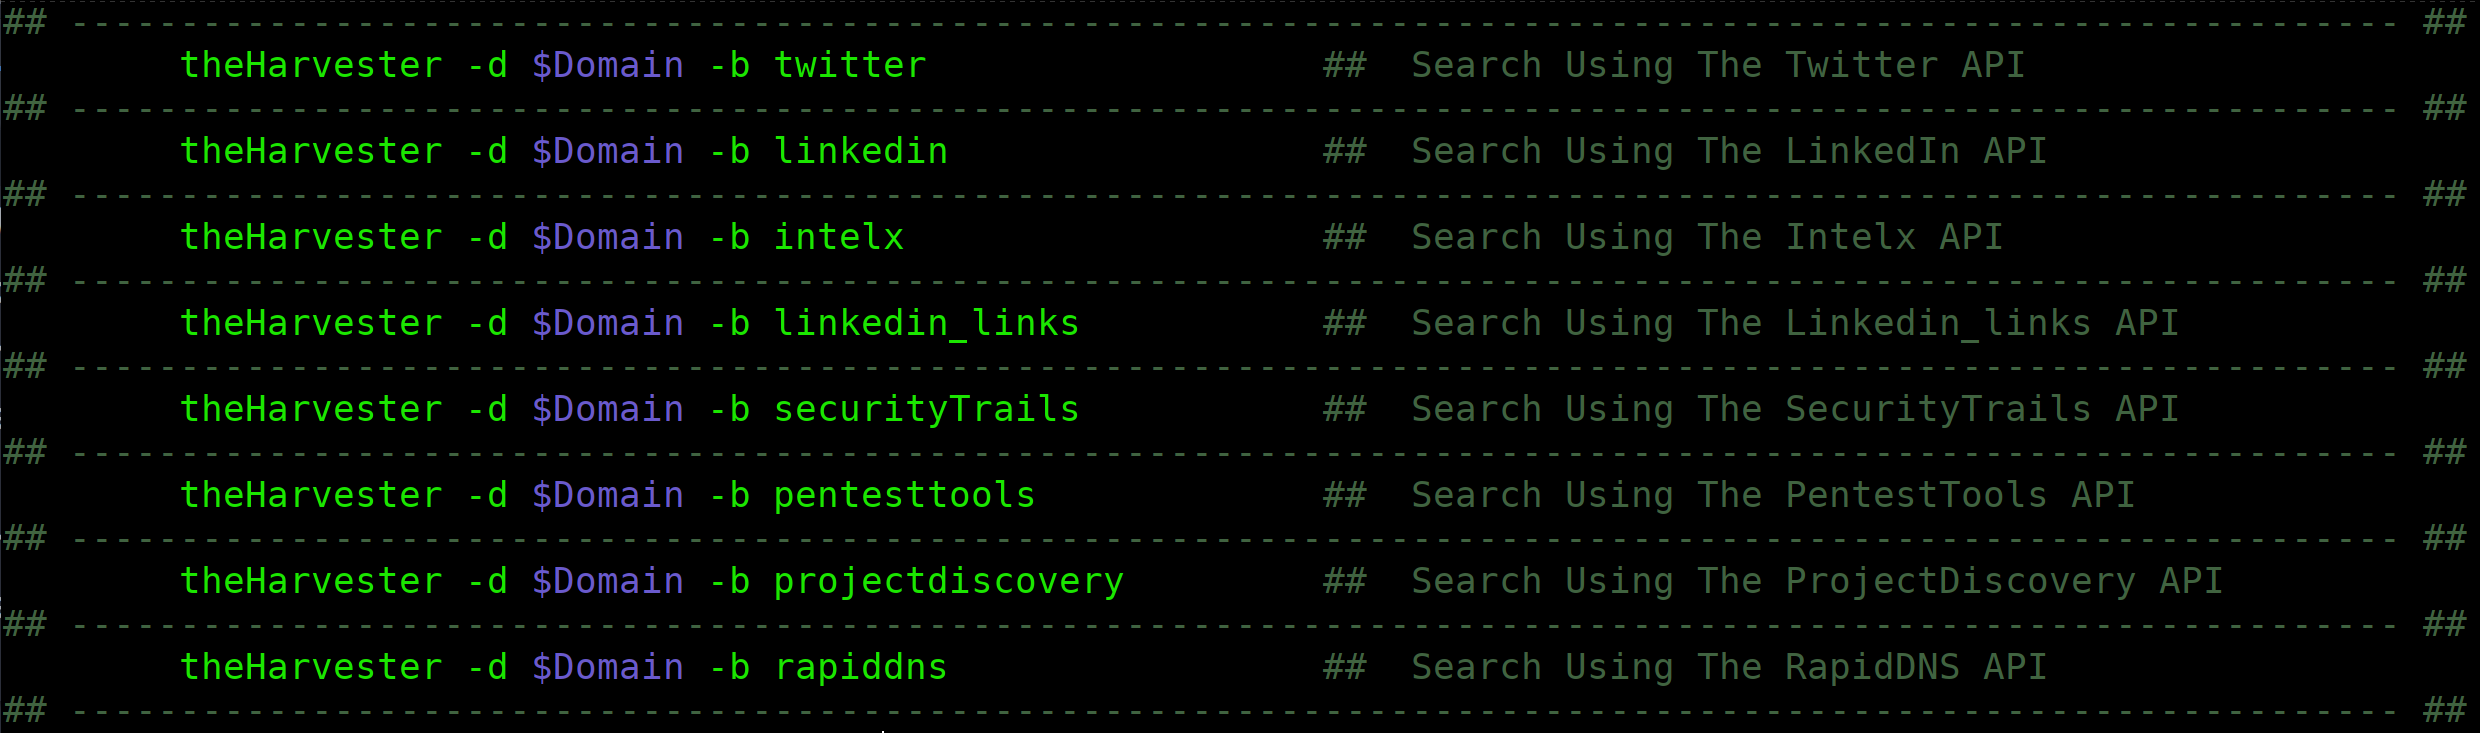 ## ---------------------------------------------------------------------------------------------------------- ##
theHarvester -d $Domain -b twitter ## Search Using The Twitter API
## ---------------------------------------------------------------------------------------------------------- ##
theHarvester -d $Domain -b linkedin ## Search Using The LinkedIn API
## ---------------------------------------------------------------------------------------------------------- ##
theHarvester -d $Domain -b intelx ## Search Using The Intelx API
## ---------------------------------------------------------------------------------------------------------- ##
theHarvester -d $Domain -b linkedin_links ## Search Using The Linkedin_links API
## ---------------------------------------------------------------------------------------------------------- ##
theHarvester -d $Domain -b securityTrails ## Search Using The SecurityTrails API
## ---------------------------------------------------------------------------------------------------------- ##
theHarvester -d $Domain -b pentesttools ## Search Using The PentestTools API
## ---------------------------------------------------------------------------------------------------------- ##
theHarvester -d $Domain -b projectdiscovery ## Search Using The ProjectDiscovery API
## ---------------------------------------------------------------------------------------------------------- ##
theHarvester -d $Domain -b rapiddns ## Search Using The RapidDNS API
## ---------------------------------------------------------------------------------------------------------- ##